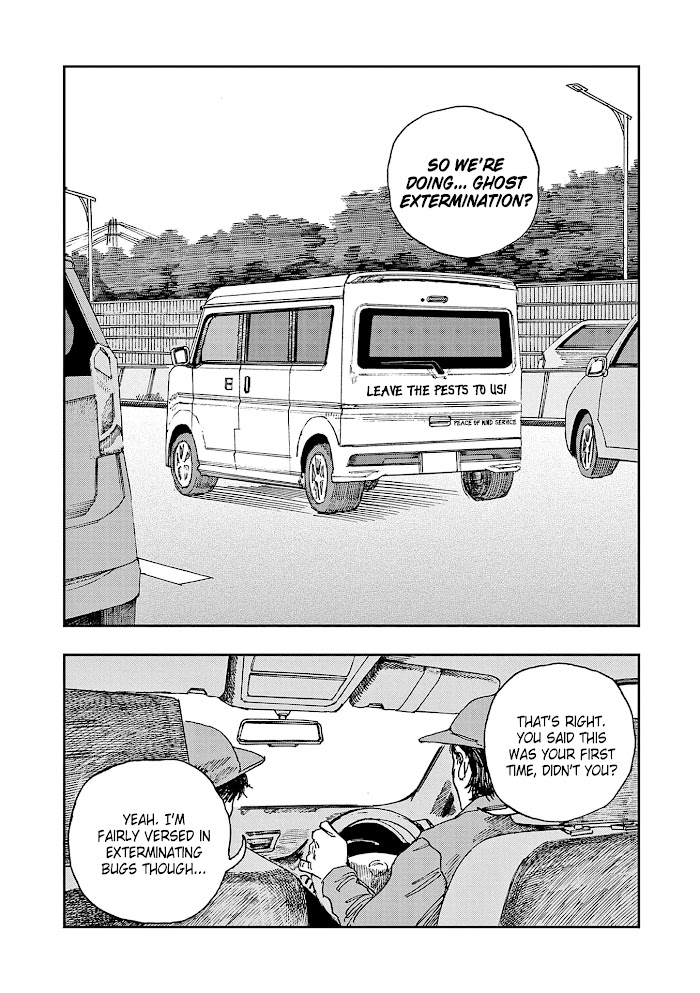 SO WE'RE
DOING... GHOST
EXTERMINATION?
LEAVE THE PESTS TO US!
PEACE OF MIND SERVICE
THAT'S RIGHT.
YOU SAID THIS
WAS YOUR FIRST
TIME, DIDN'T YOU?
YEAH. I'M
FAIRLY VERSED IN
EXTERMINATING
BUGS THOUGH...